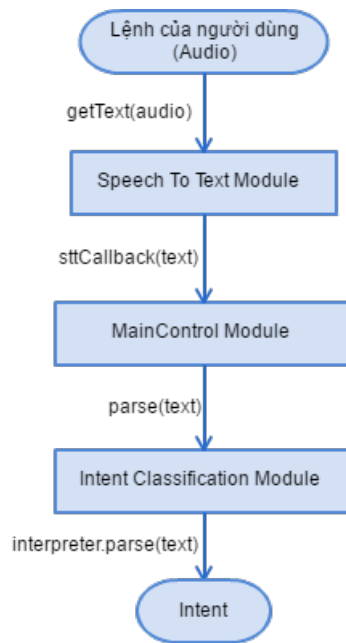 Lệnh của người dùng
(Audio)
getText(audio)
Speech To Text Module
sttCallback(text)
MainControl Module
parse(text)
Intent Classification Module
interpreter.parse(text)
Intent